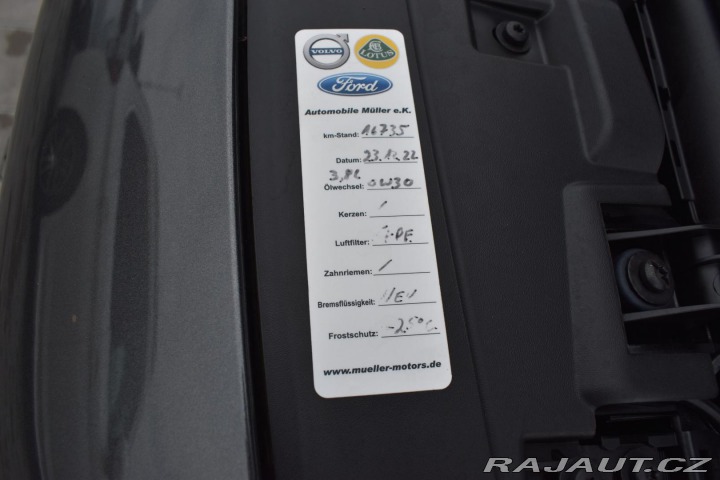 VOLVO
LOTUS
Ford
Automobile Müller e.K.
km-Stand: 16735
Datum: 23.12.22
3,8L
Ölwechsel: 0W30
Kerzen: /
Luftfilter:
Zahnriemen: /
Bremsflüssigkeit: NEU
Frostschutz:
www.mueller-motors.de
RAJAUT.CZ